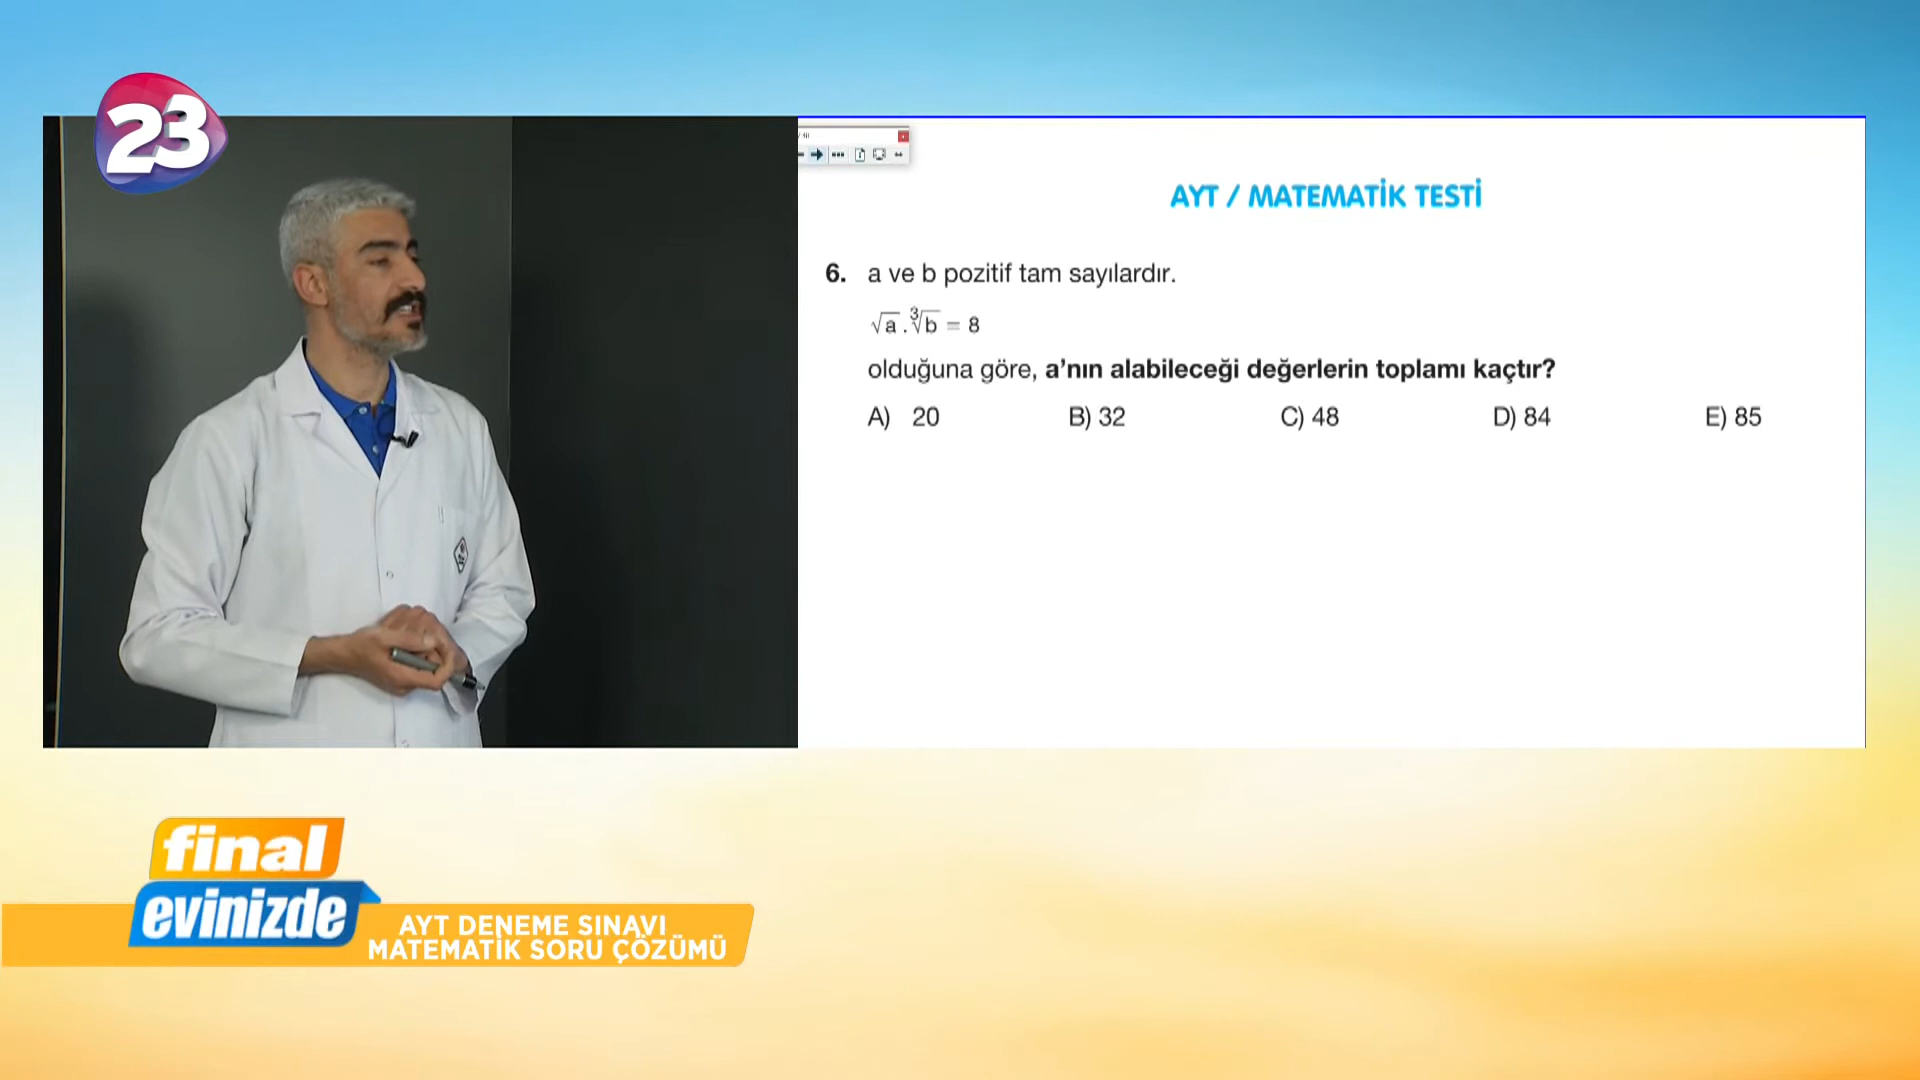 23
AYT / MATEMATİK TESTİ
6. a ve b pozitif tam sayılardır.
√a . ∛b = 8
olduğuna göre, a’nın alabileceği değerlerin toplamı kaçtır?
A) 20 B) 32 C) 48 D) 84 E) 85
final
evinizde
AYT DENEME SINAVI
MATEMATİK SORU ÇÖZÜMÜ